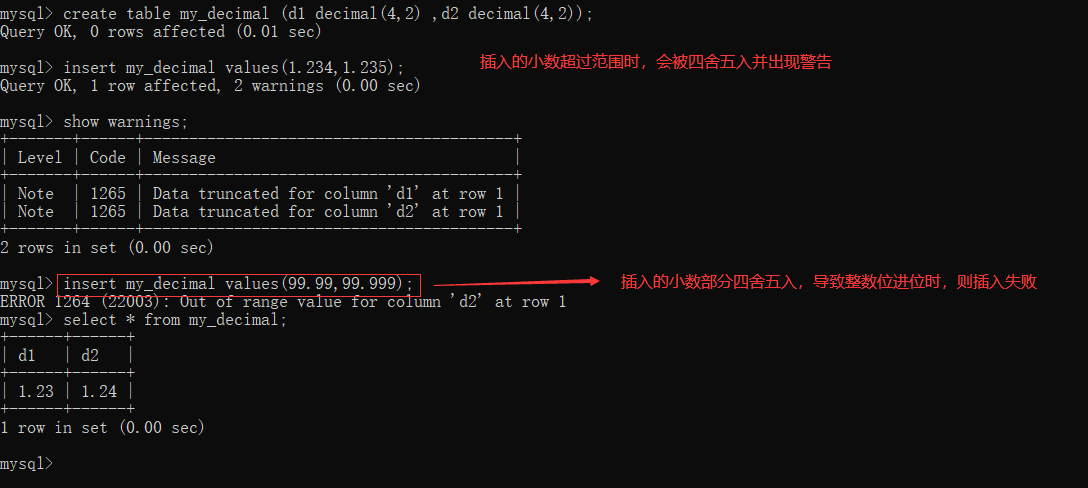 mysql> create table my_decimal (d1 decimal(4,2) ,d2 decimal(4,2));
Query OK, 0 rows affected (0.01 sec)
mysql> insert my_decimal values(1.234,1.235);
插入的小数超过范围时，会被四舍五入并出现警告
Query OK, 1 row affected, 2 warnings (0.00 sec)
mysql> show warnings;
+-------+------+-----------------------------------------+
| Level | Code | Message                                 |
+-------+------+-----------------------------------------+
| Note  | 1265 | Data truncated for column 'd1' at row 1 |
| Note  | 1265 | Data truncated for column 'd2' at row 1 |
+-------+------+-----------------------------------------+
2 rows in set (0.00 sec)
mysql> insert my_decimal values(99.99,99.999);
插入的小数部分四舍五入，导致整数位进位时，则插入失败
ERROR 1264 (22003): Out of range value for column 'd2' at row 1
mysql> select * from my_decimal;
+------+------+
| d1   | d2   |
+------+------+
| 1.23 | 1.24 |
+------+------+
1 row in set (0.00 sec)
mysql>